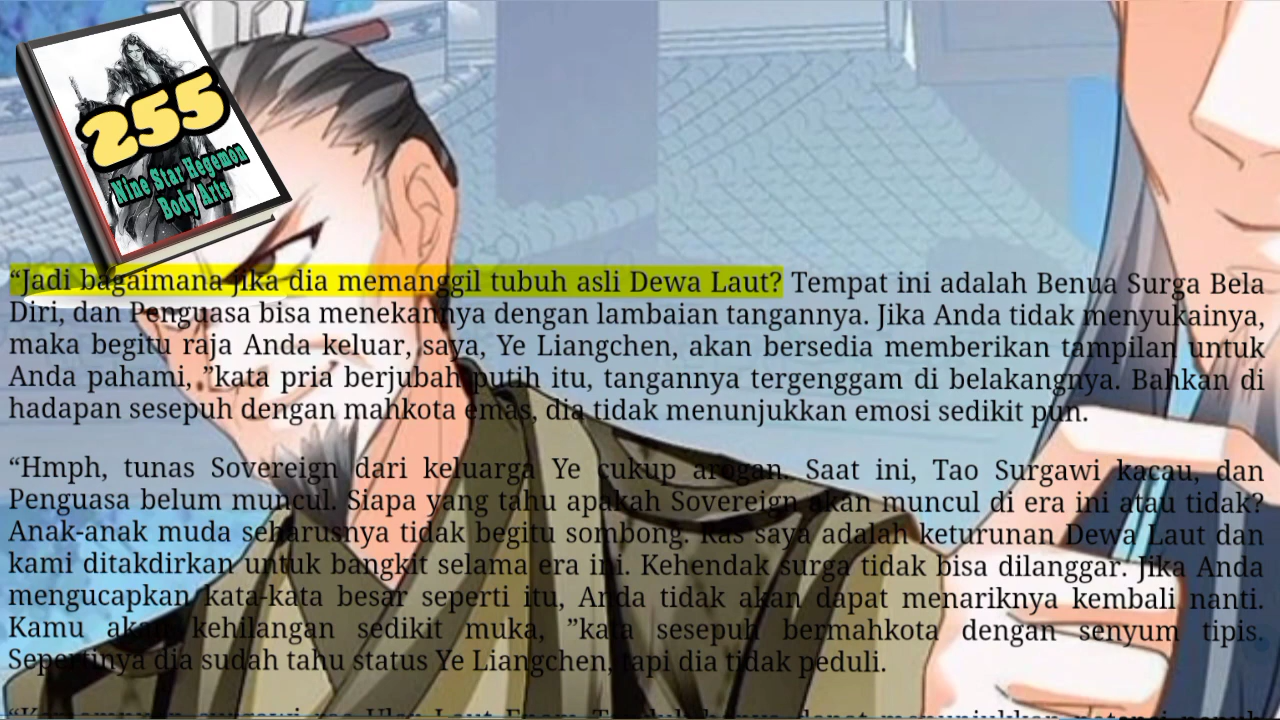 255
Nine Star Hegemon
Body Arts
“Jadi bagaimana jika dia memanggil tubuh asli Dewa Laut? Tempat ini adalah Benua Surga Bela
Diri, dan Penguasa bisa menekannya dengan lambaian tangannya. Jika Anda tidak menyukainya,
maka begitu raja Anda keluar, saya, Ye Liangchen, akan bersedia memberikan tampilan untuk
Anda pahami, ”kata pria berjubah putih itu, tangannya tergenggam di belakangnya. Bahkan di
hadapan sesepuh dengan mahkota emas, dia tidak menunjukkan emosi sedikit pun.
“Hmph, tunas Sovereign dari keluarga Ye cukup arogan. Saat ini, Tao Surgawi kacau, dan
Penguasa belum muncul. Siapa yang tahu apakah Sovereign akan muncul di era ini atau tidak?
Anak-anak muda seharusnya tidak begitu sombong. Ras saya adalah keturunan Dewa Laut dan
kami ditakdirkan untuk bangkit selama era ini. Kehendak surga tidak bisa dilanggar. Jika Anda
mengucapkan kata-kata besar seperti itu, Anda tidak akan dapat menariknya kembali nanti.
Kamu akan kehilangan sedikit muka, ”kata sesepuh bermahkota dengan senyum tipis.
Sepertinya dia sudah tahu status Ye Liangchen, tapi dia tidak peduli.